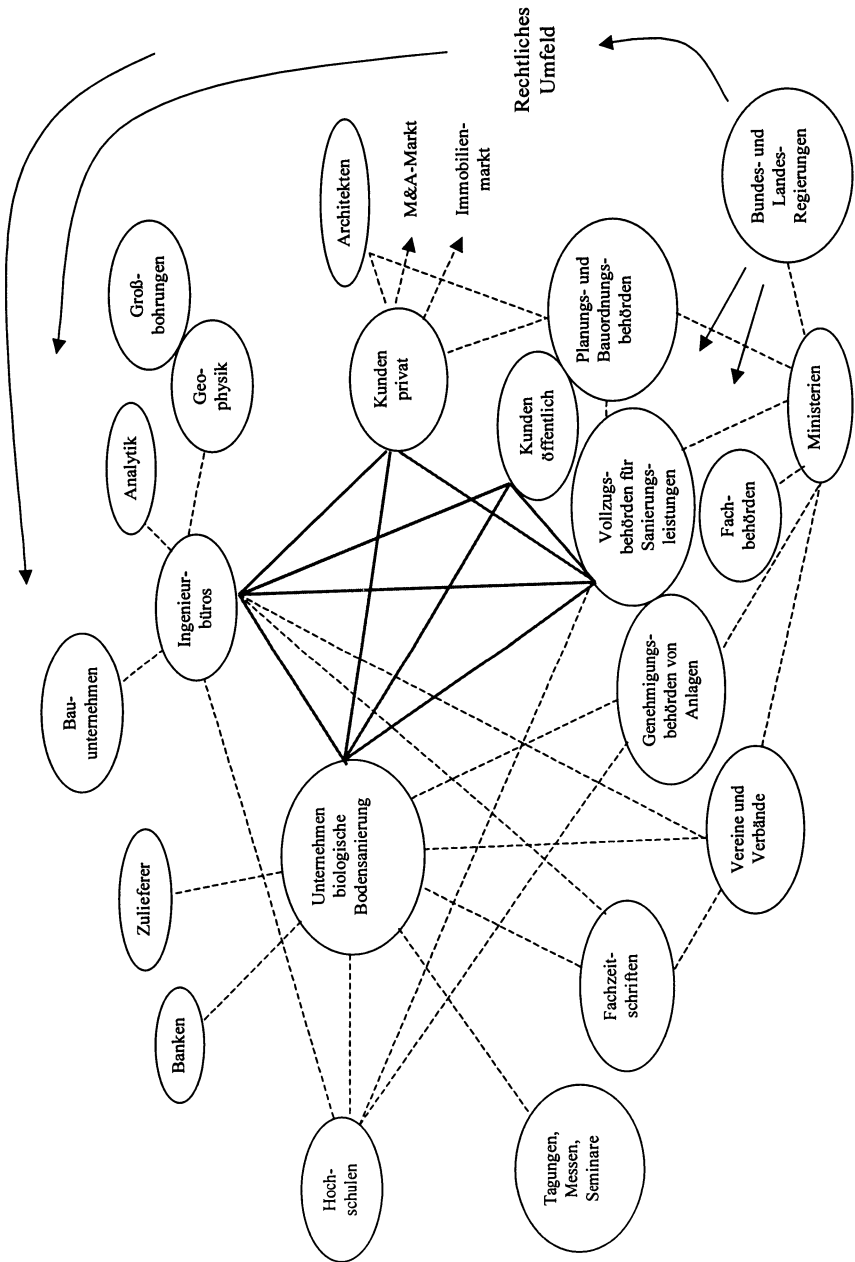 Bau-
unternehmen
Großbohrungen
Zulieferer
Analytik
Banken
Ingenieur-
büros
Geo-
physik
Hoch-
schulen
Unternehmen
biologische
Bodensanierung
Kunden
privat
Architekten
M&A-Markt
Immobilien-
markt
Rechtliches
Umfeld
Tagungen,
Messen,
Seminare
Fachzeit-
schriften
Kunden
öffentlich
Planungs- und
Bauordnungs-
behörden
Vollzugs-
behörden für
Sanierungs-
leistungen
Genehmigungs-
behörden von
Anlagen
Vereine und
Verbände
Fach-
behörden
Ministerien
Bundes- und
Landes-
Regierungen